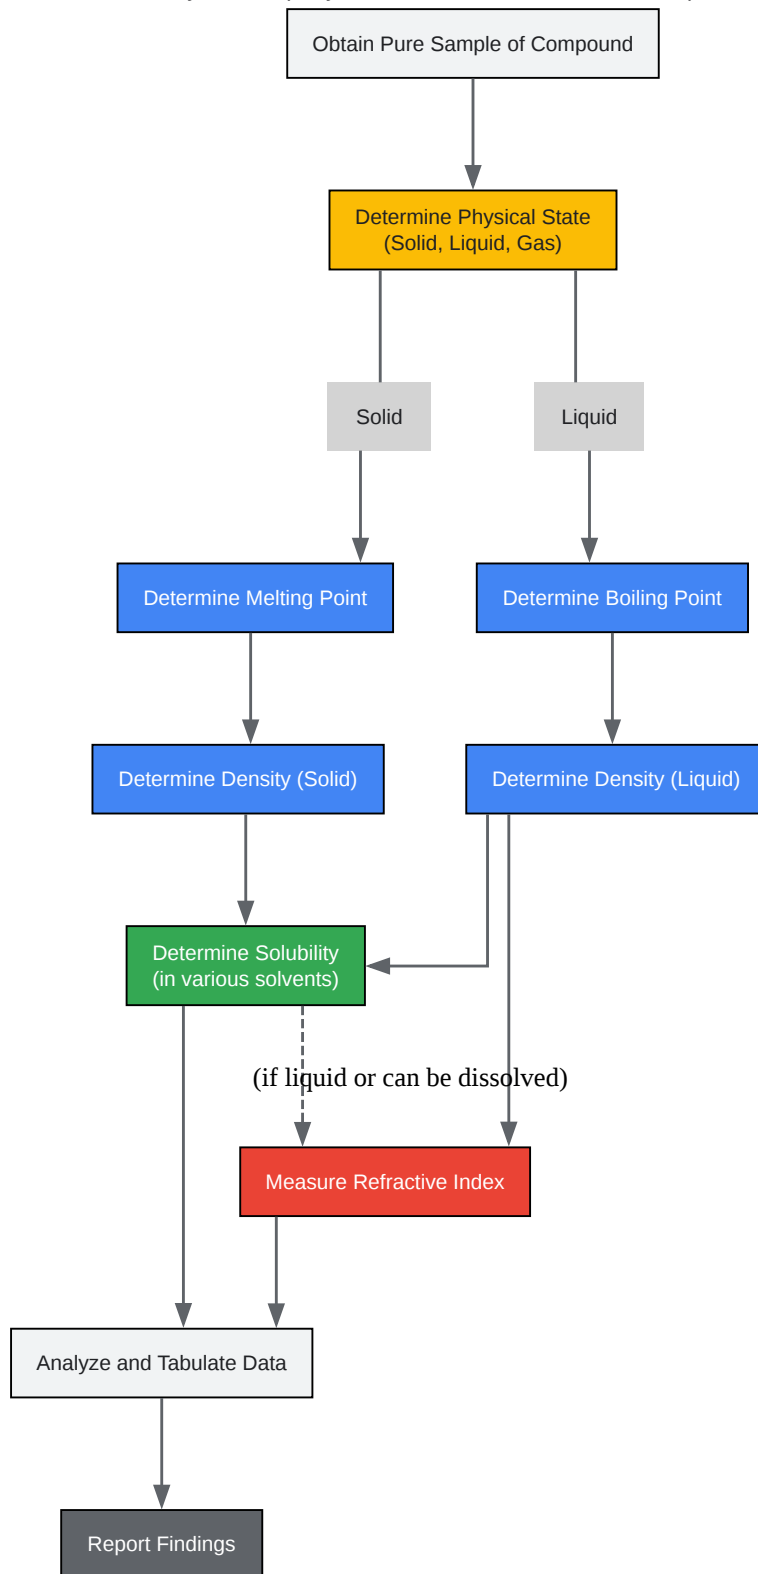 Obtain Pure Sample of Compound
Determine Physical State
(Solid, Liquid, Gas)
Solid
Liquid
Determine Melting Point
Determine Boiling Point
Determine Density (Solid)
Determine Density (Liquid)
Determine Solubility
(in various solvents)
(if liquid or can be dissolved)
Measure Refractive Index
Analyze and Tabulate Data
Report Findings